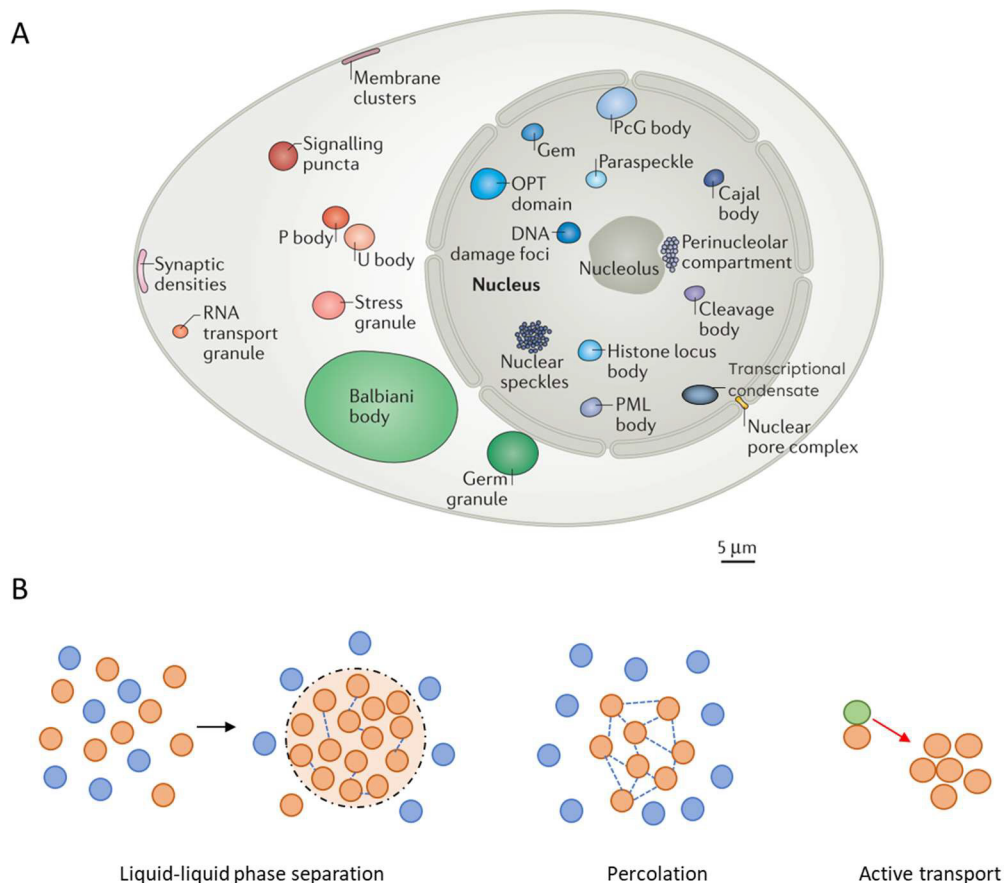 A
Membrane
clusters
Signalling
puncta
P body
U body
Synaptic
densities
RNA
transport
granule
Stress
granule
Balbiani
body
Germ
granule
PcG body
Gem
Paraspeckle
OPT
domain
Cajal
body
DNA
damage foci
Nucleolus
Perinucleolar
compartment
Nucleus
Cleavage
body
Nuclear
speckles
Histone locus
body
Transcriptional
condensate
PML
body
Nuclear
pore complex
5 µm
B
Liquid-liquid phase separation
Percolation
Active transport